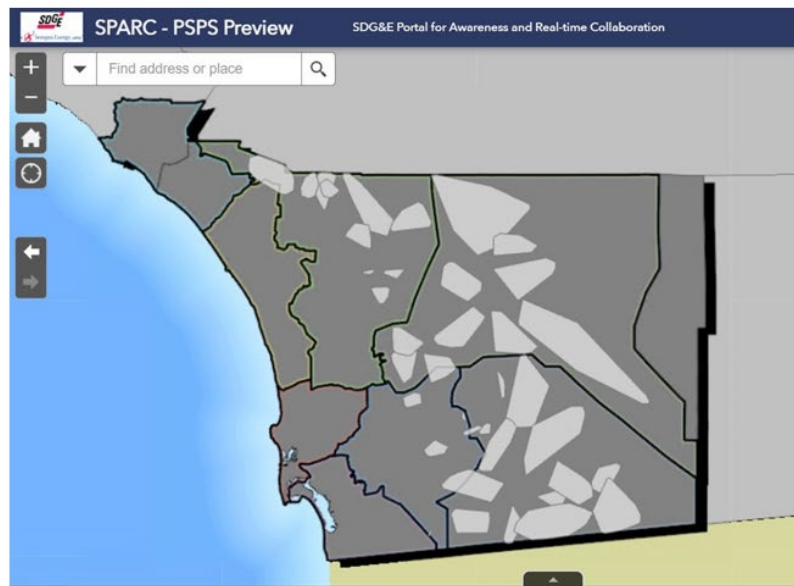 SDGE
SPARC - PSPS Preview
SDG&E Portal for Awareness and Real-time Collaboration
Find address or place